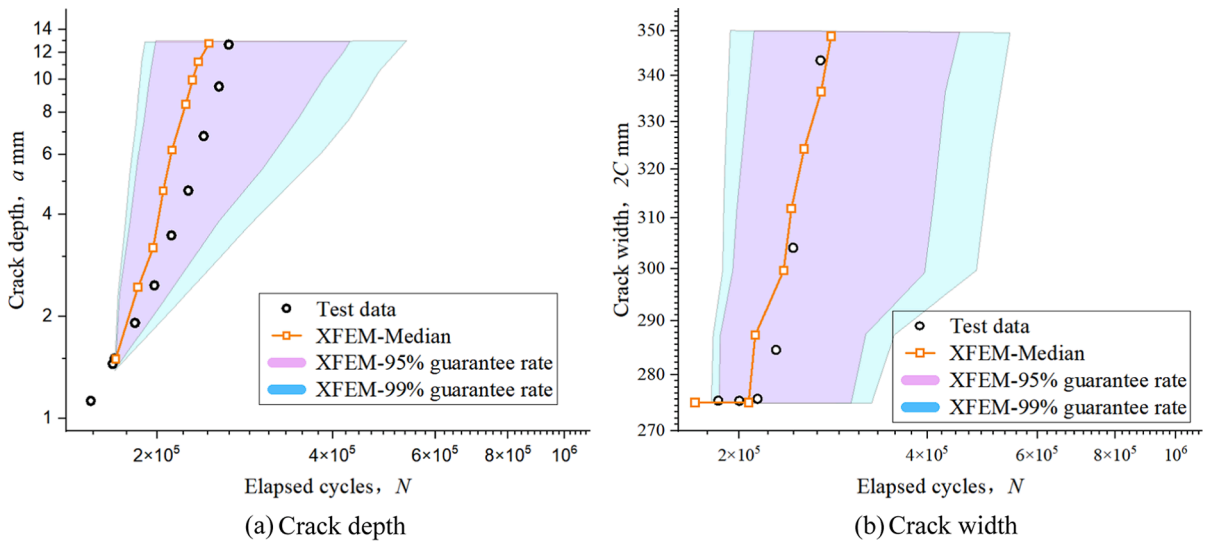 14
12
10
8
6
4
2
1
Crack depth, a mm
2×10⁵
4×10⁵
6×10⁵
8×10⁵
10⁶
Elapsed cycles, N
Test data
XFEM-Median
XFEM-95% guarantee rate
XFEM-99% guarantee rate
(a) Crack depth
350
340
330
320
310
300
290
280
270
Crack width, 2C mm
2×10⁵
4×10⁵
6×10⁵
8×10⁵
10⁶
Elapsed cycles, N
Test data
XFEM-Median
XFEM-95% guarantee rate
XFEM-99% guarantee rate
(b) Crack width